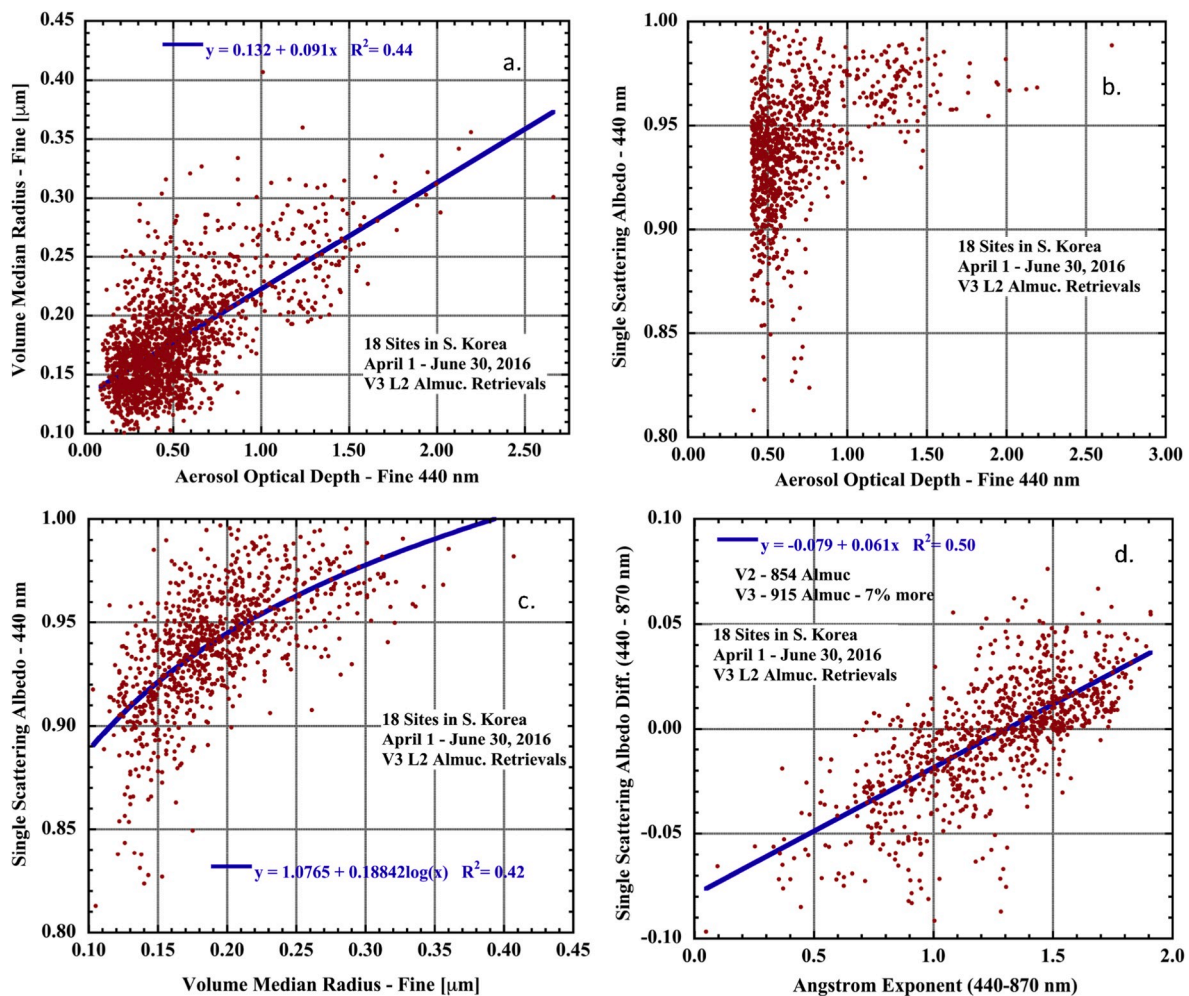 y = 0.132 + 0.091x R2= 0.44
a.
0.45
0.40
0.35
0.30
0.25
0.20
0.15
0.10
Volume Median Radius - Fine [µm]
18 Sites in S. Korea
April 1 - June 30, 2016
V3 L2 Almuc. Retrievals
0.00 0.50 1.00 1.50 2.00 2.50
Aerosol Optical Depth - Fine 440 nm
b.
1.00
0.95
0.90
0.85
0.80
Single Scattering Albedo - 440 nm
18 Sites in S. Korea
April 1 - June 30, 2016
V3 L2 Almuc. Retrievals
0.00 0.50 1.00 1.50 2.00 2.50 3.00
Aerosol Optical Depth - Fine 440 nm
c.
1.00
0.95
0.90
0.85
0.80
Single Scattering Albedo - 440 nm
18 Sites in S. Korea
April 1 - June 30, 2016
V3 L2 Almuc. Retrievals
y = 1.0765 + 0.18842log(x) R2= 0.42
0.10 0.15 0.20 0.25 0.30 0.35 0.40 0.45
Volume Median Radius - Fine [µm]
y = -0.079 + 0.061x R2= 0.50
d.
V2 - 854 Almuc
V3 - 915 Almuc - 7% more
18 Sites in S. Korea
April 1 - June 30, 2016
V3 L2 Almuc. Retrievals
0.10
0.05
0.00
-0.05
-0.10
Single Scattering Albedo Diff. (440 - 870 nm)
0.0 0.5 1.0 1.5 2.0
Angstrom Exponent (440-870 nm)